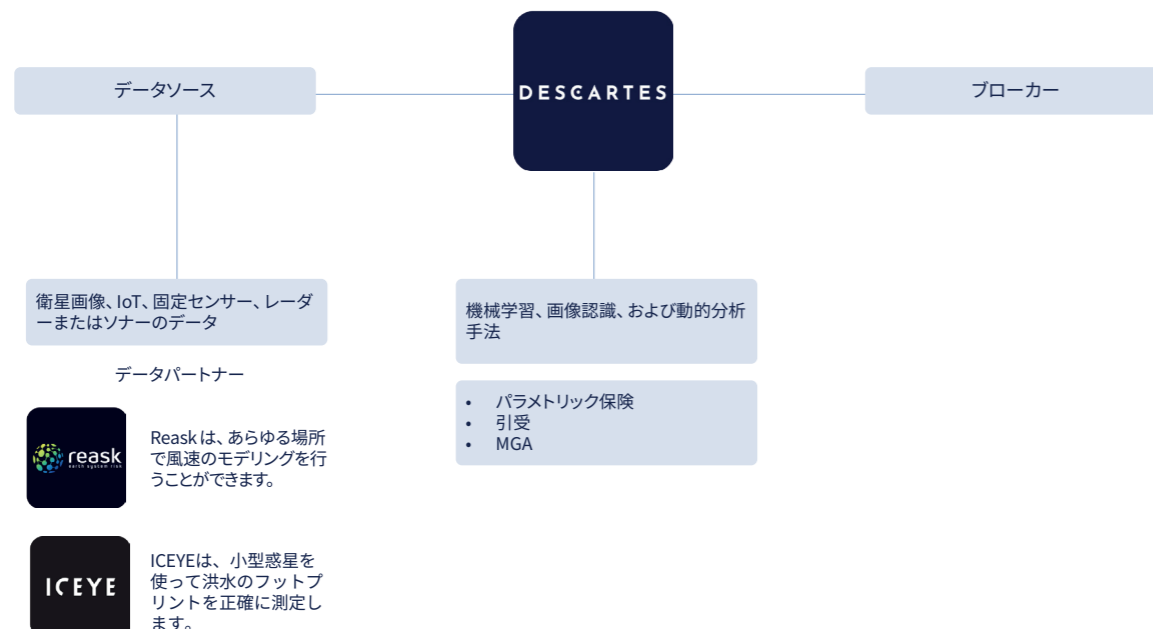 データソース
DESCARTES
ブローカー
衛星画像、IoT、固定センサー、レーダ
ーまたはソナーのデータ
機械学習、画像認識、および動的分析
手法
データパートナー
• パラメトリック保険
• 引受
• MGA
reask
earth system risk
Reask は、あらゆる場所
で風速のモデリングを行
うことができます。
ICEYE
ICEYEは、小型惑星を
使って洪水のフットプ
リントを正確に測定し
ます。